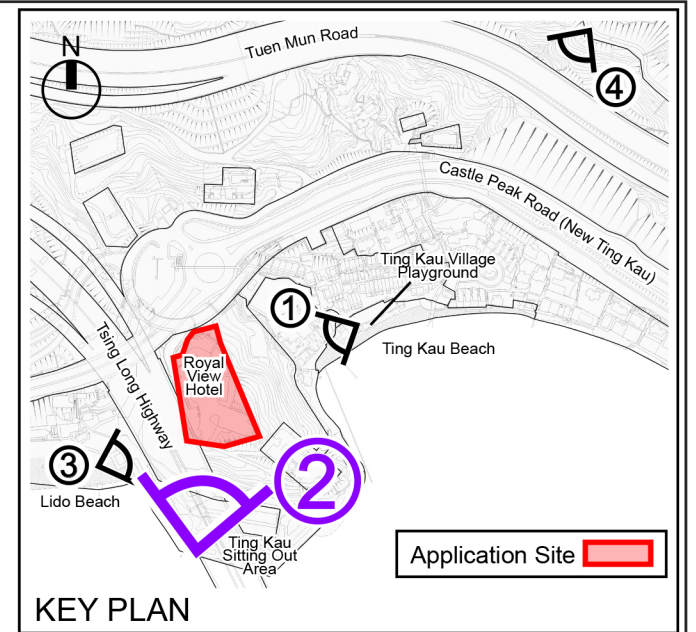 N
Tuen Mun Road
④
Castle Peak Road (New Ting Kau)
Ting Kau Village
Playground
①
Ting Kau Beach
Tsing Long Highway
Royal
View
Hotel
③
Lido Beach
②
Ting Kau
Sitting Out
Area
Application Site
KEY PLAN